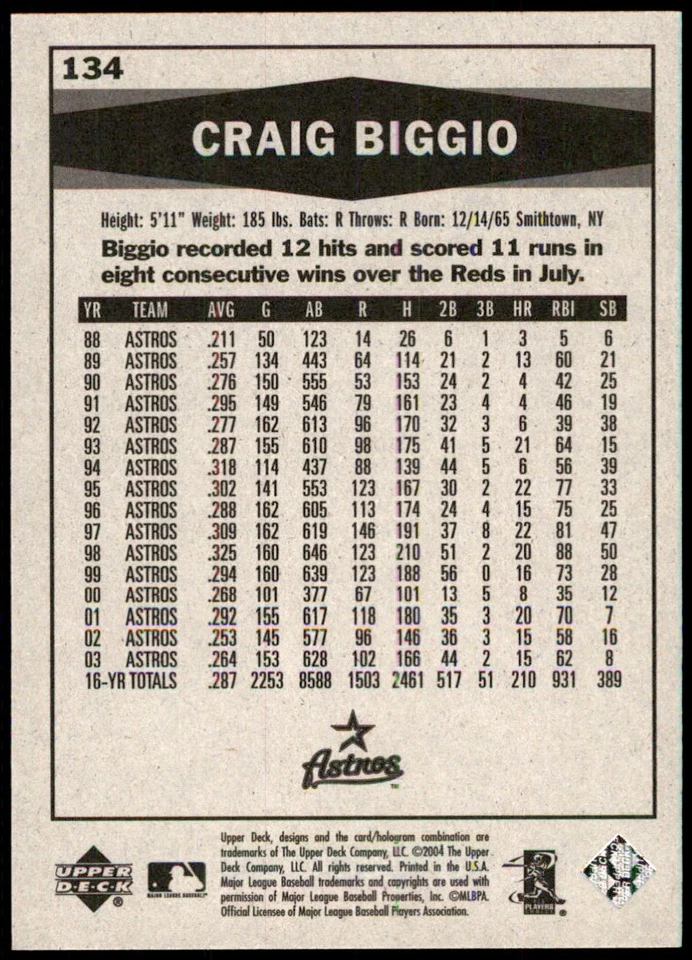 134
CRAIG BIGGIO
Height: 5'11" Weight: 185 lbs. Bats: R Throws: R Born: 12/14/65 Smithtown, NY
Biggio recorded 12 hits and scored 11 runs in
eight consecutive wins over the Reds in July.
YR TEAM AVG G AB R H 2B 3B HR RBI SB
88 ASTROS .211 50 123 14 26 6 1 3 5 6
89 ASTROS .257 134 443 64 114 21 2 13 60 21
90 ASTROS .276 150 555 53 153 24 2 4 42 25
91 ASTROS .295 149 546 79 161 23 4 4 46 19
92 ASTROS .277 162 613 96 170 32 3 6 39 38
93 ASTROS .287 155 610 98 175 41 5 21 64 15
94 ASTROS .318 114 437 88 139 44 5 6 56 39
95 ASTROS .302 141 553 123 167 30 2 22 77 33
96 ASTROS .288 162 605 113 174 24 4 15 75 25
97 ASTROS .309 162 619 146 191 37 8 22 81 47
98 ASTROS .325 160 646 123 210 51 2 20 88 50
99 ASTROS .294 160 639 123 188 56 0 16 73 28
00 ASTROS .268 101 377 67 101 13 5 8 35 12
01 ASTROS .292 155 617 118 180 35 3 20 70 7
02 ASTROS .253 145 577 96 146 36 3 15 58 16
03 ASTROS .264 153 628 102 166 44 2 15 62 8
16-YR TOTALS .287 2253 8588 1503 2461 517 51 210 931 389
Astros™
Upper Deck, designs and the card/hologram combination are
trademarks of The Upper Deck Company, LLC. ©2004 The Upper
Deck Company, LLC. All rights reserved. Printed in the U.S.A.
Major League Baseball trademarks and copyrights are used with
permission of Major League Baseball Properties, Inc. ©MLBPA.
Official Licensee of Major League Baseball Players Association.
UPPER
DECK®
MAJOR LEAGUE BASEBALL
PLAYERS